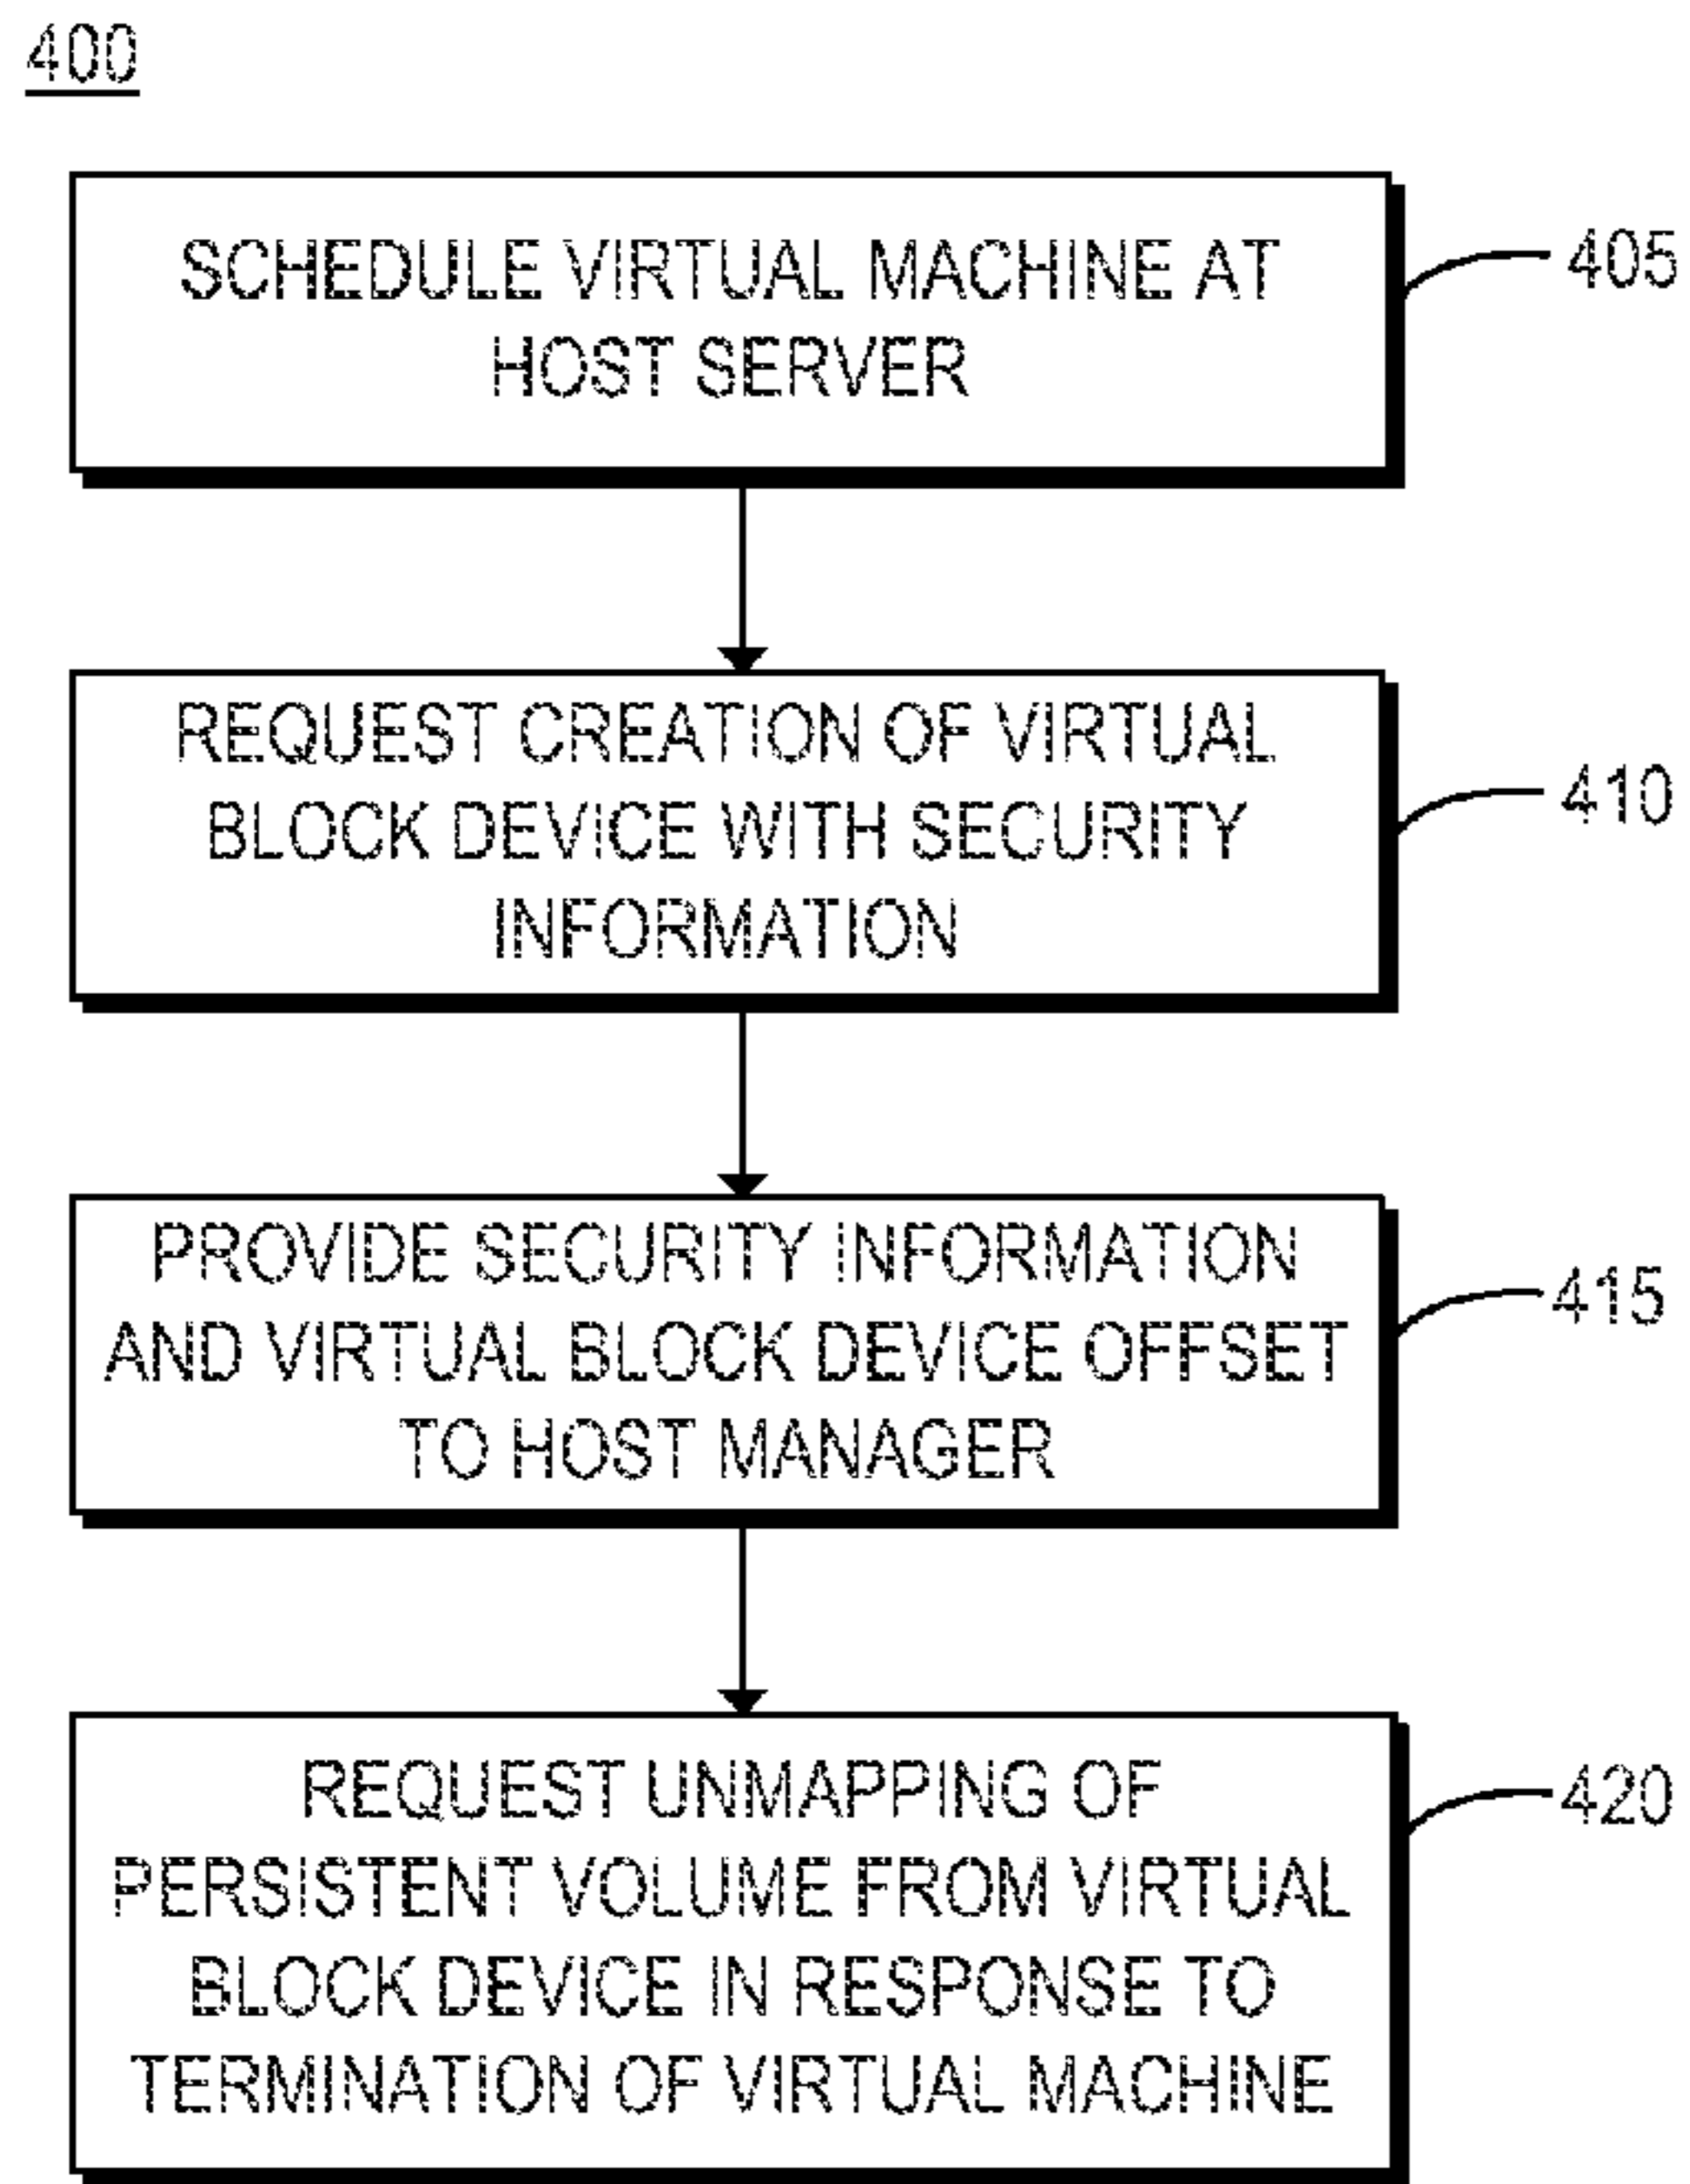 400
SCHEDULE VIRTUAL MACHINE AT
HOST SERVER
405
REQUEST CREATION OF VIRTUAL
BLOCK DEVICE WITH SECURITY
INFORMATION
410
PROVIDE SECURITY INFORMATION
AND VIRTUAL BLOCK DEVICE OFFSET
TO HOST MANAGER
415
REQUEST UNMAPPING OF
PERSISTENT VOLUME FROM VIRTUAL
BLOCK DEVICE IN RESPONSE TO
TERMINATION OF VIRTUAL MACHINE
420